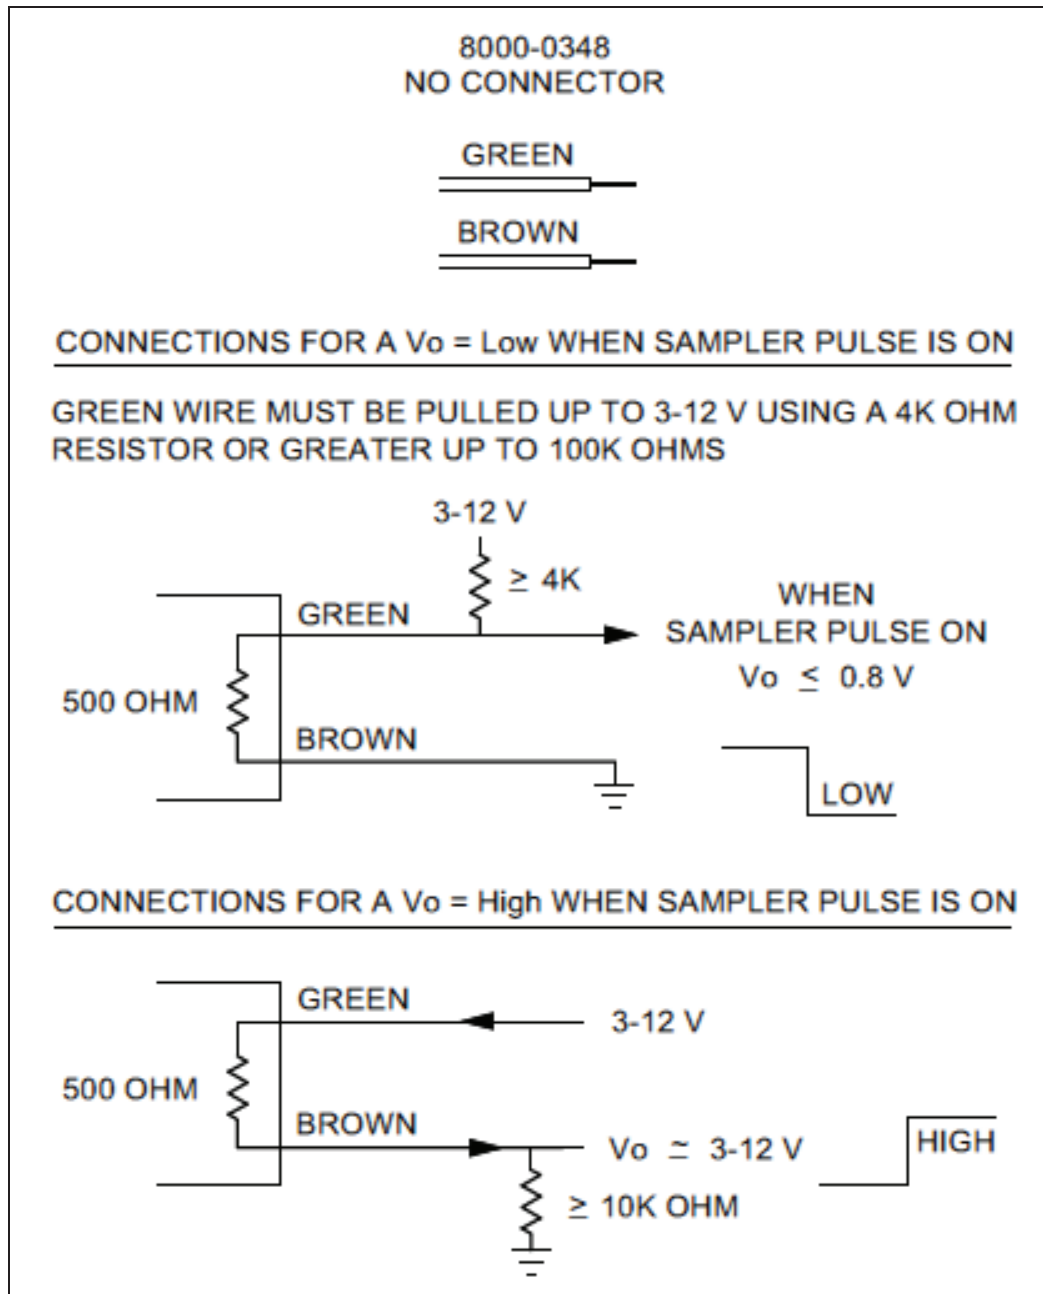 8000-0348
NO CONNECTOR
GREEN
BROWN
CONNECTIONS FOR A Vo = Low WHEN SAMPLER PULSE IS ON
GREEN WIRE MUST BE PULLED UP TO 3-12 V USING A 4K OHM
RESISTOR OR GREATER UP TO 100K OHMS
3-12 V
≥ 4K
GREEN
500 OHM
BROWN
WHEN
SAMPLER PULSE ON
Vo ≤ 0.8 V
LOW
CONNECTIONS FOR A Vo = High WHEN SAMPLER PULSE IS ON
GREEN
3-12 V
500 OHM
BROWN
Vo ≃ 3-12 V
HIGH
≥ 10K OHM